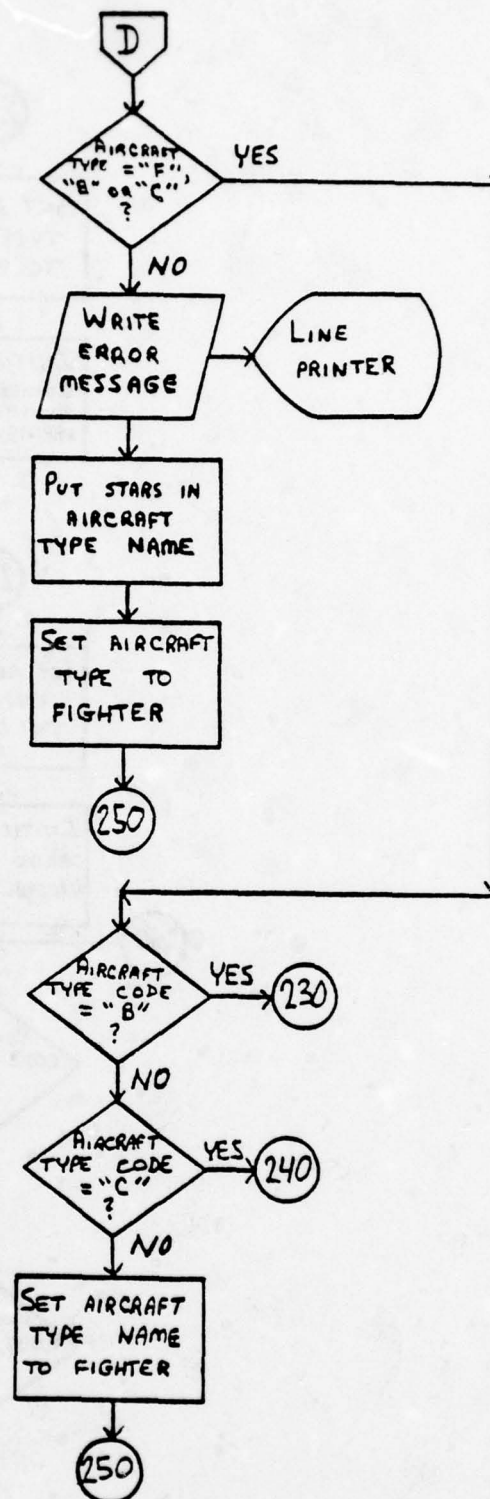 D
AIRCRAFT
TYPE = "F",
"B" OR "C"
?
YES
NO
WRITE
ERROR
MESSAGE
LINE
PRINTER
PUT STARS IN
AIRCRAFT
TYPE NAME
SET AIRCRAFT
TYPE TO
FIGHTER
250
AIRCRAFT
TYPE CODE
= "B"
?
YES
230
NO
AIRCRAFT
TYPE CODE
= "C"
?
YES
240
NO
SET AIRCRAFT
TYPE NAME
TO FIGHTER
250